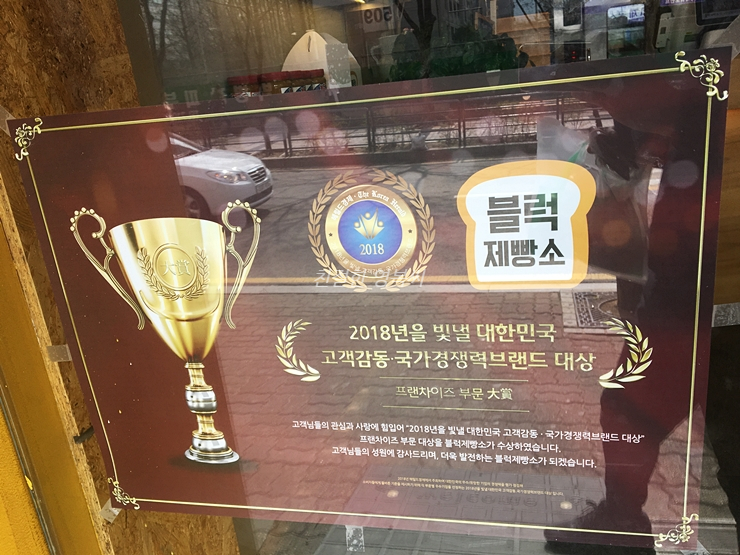 509
The Korea
2018
블럭
제빵소
大賞
2018년을 빛낼 대한민국
고객감동·국가경쟁력브랜드 대상
프랜차이즈 부문 大賞
고객님들의 관심과 사랑에 힘입어 "2018년을 빛낼 대한민국 고객감동·국가경쟁력브랜드 대상"
프랜차이즈 부문 대상을 블럭제빵소가 수상하였습니다.
고객님들의 성원에 감사드리며, 더욱 발전하는 블럭제빵소가 되겠습니다.